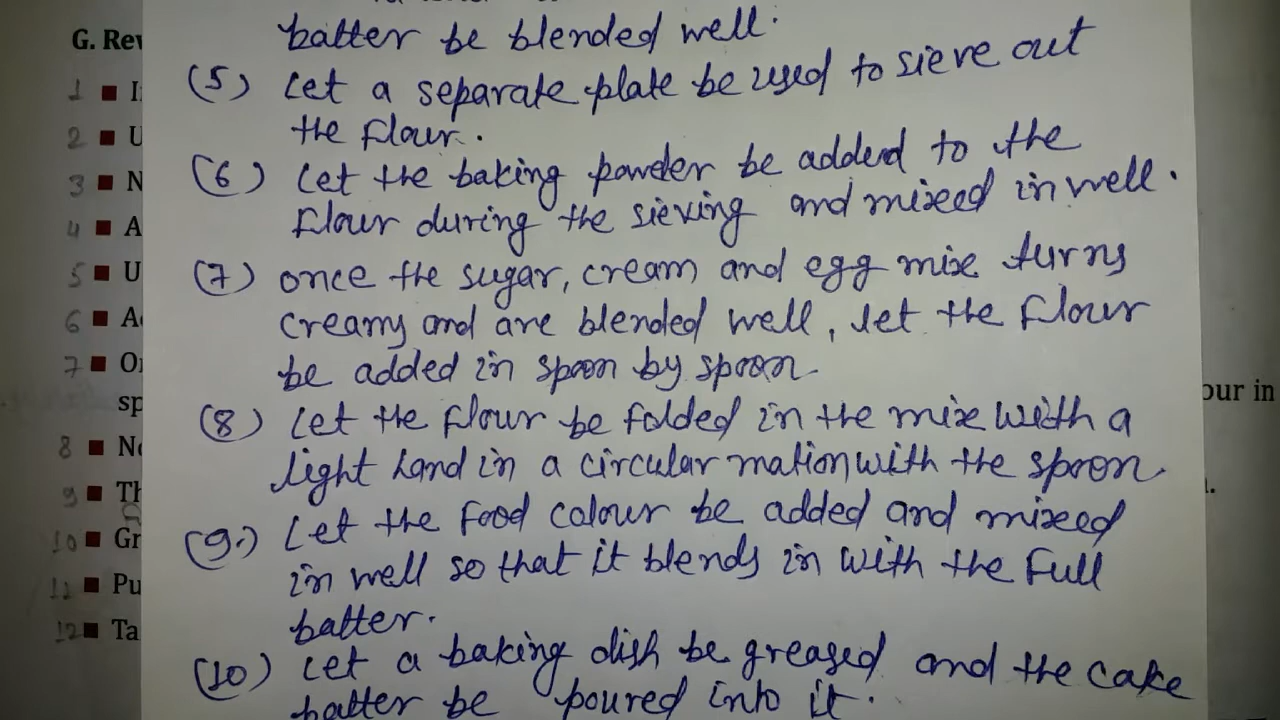 batter be blended well.
G. Rev
(5) Let a separate plate be used to sieve out
1 ■ I
the flour.
2 ■ U
(6) Let the baking powder be added to the
3 ■ N
flour during the sieving and mixed in well.
4 ■ A
(7) once the sugar, cream and egg mix turns
5 ■ U
creamy and are blended well, let the flour
6 ■ A
be added in spoon by spoon.
7 ■ O
sp
our in
(8) Let the flour be folded in the mix with a
8 ■ N
light hand in a circular motion with the spoon.
9 ■ Th
(9.) Let the food colour be added and mixed
10 ■ Gr
in well so that it blends in with the full
11 ■ Pu
batter.
12 ■ Ta
(10) Let a baking dish be greased and the cake
batter be poured into it.